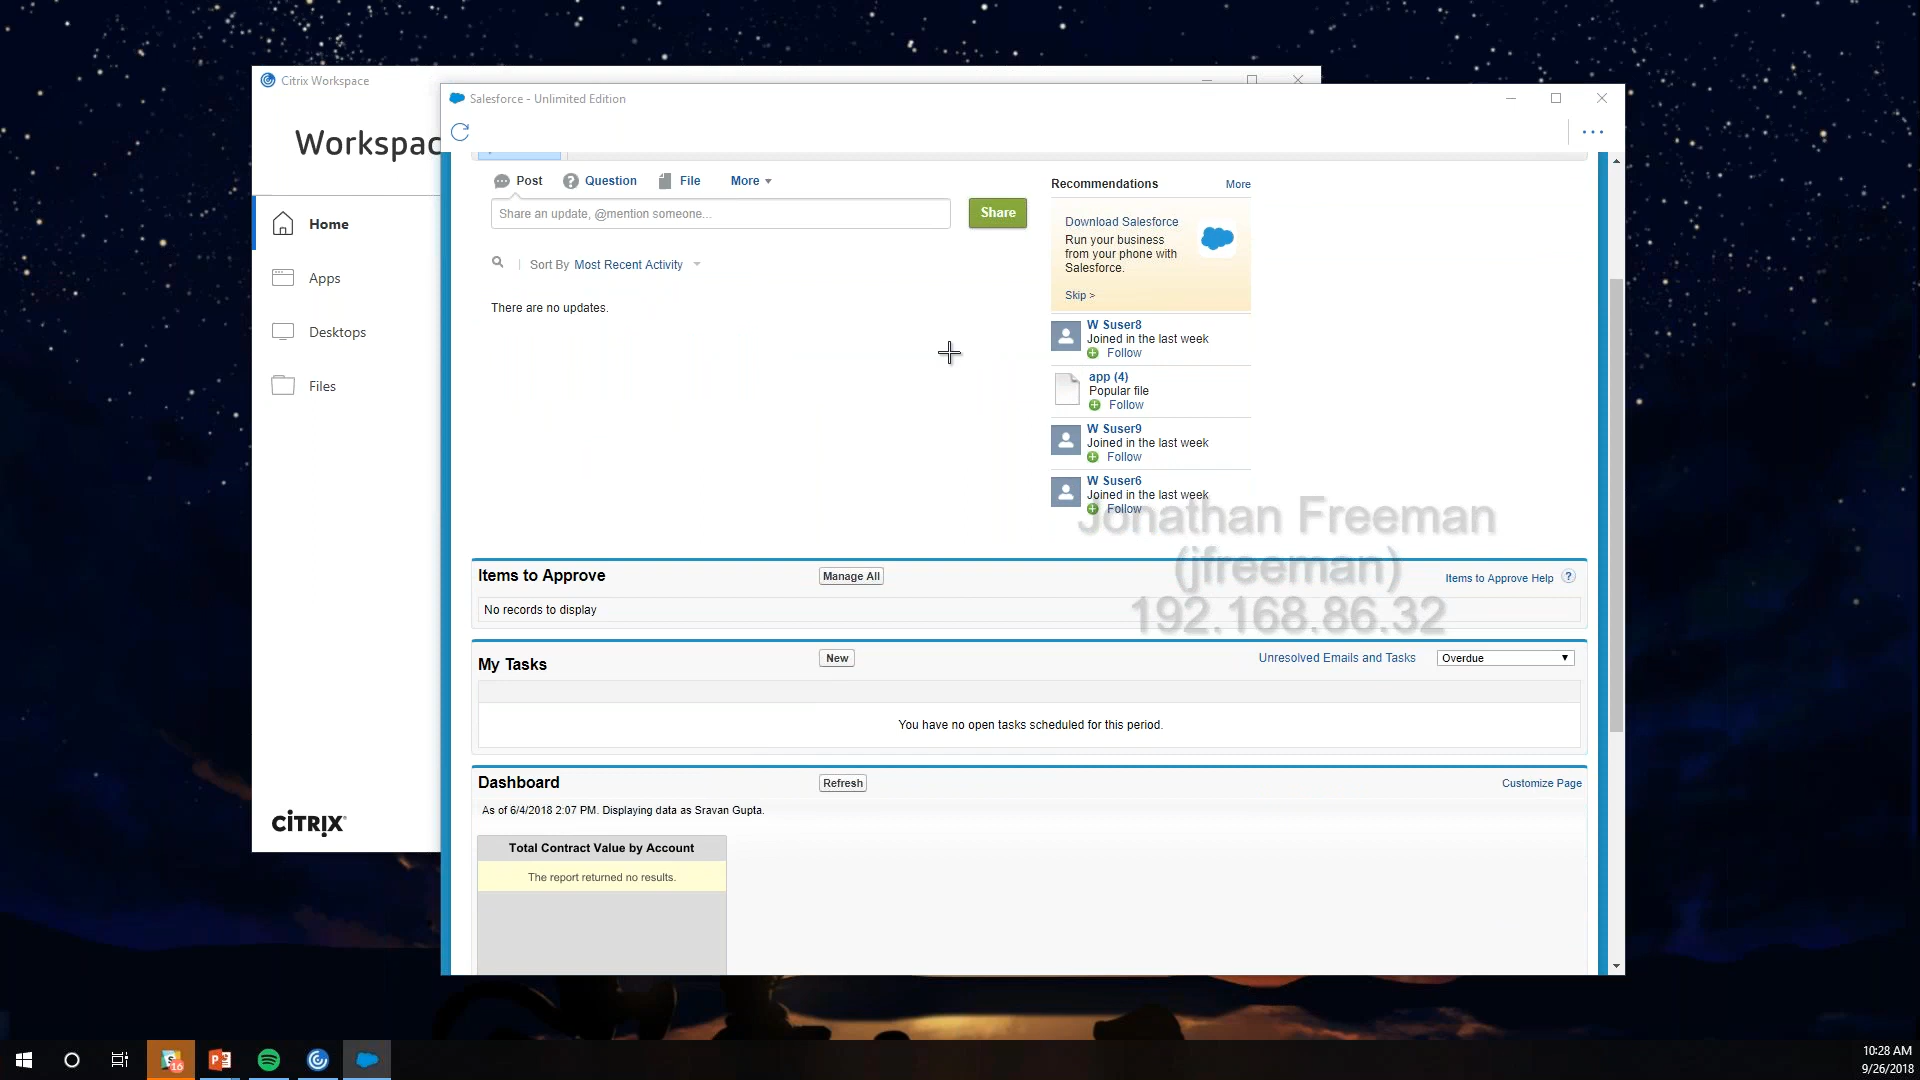 Citrix Workspace
Workspac
Home
Apps
Desktops
Files
CİTRIX
Salesforce - Unlimited Edition
Post Question File More
Share an update, @mention someone... Share
Sort By Most Recent Activity
There are no updates.
Recommendations More
Download Salesforce
Run your business
from your phone with
Salesforce.
Skip >
W Suser8
Joined in the last week
Follow
app (4)
Popular file
Follow
W Suser9
Joined in the last week
Follow
W Suser6
Joined in the last week
Follow
Jonathan Freeman
(jfreeman)
192.168.86.32
Items to Approve Manage All Items to Approve Help ?
No records to display
My Tasks New Unresolved Emails and Tasks Overdue
You have no open tasks scheduled for this period.
Dashboard Refresh Customize Page
As of 6/4/2018 2:07 PM. Displaying data as Sravan Gupta.
Total Contract Value by Account
The report returned no results.
16
10:28 AM
9/26/2018